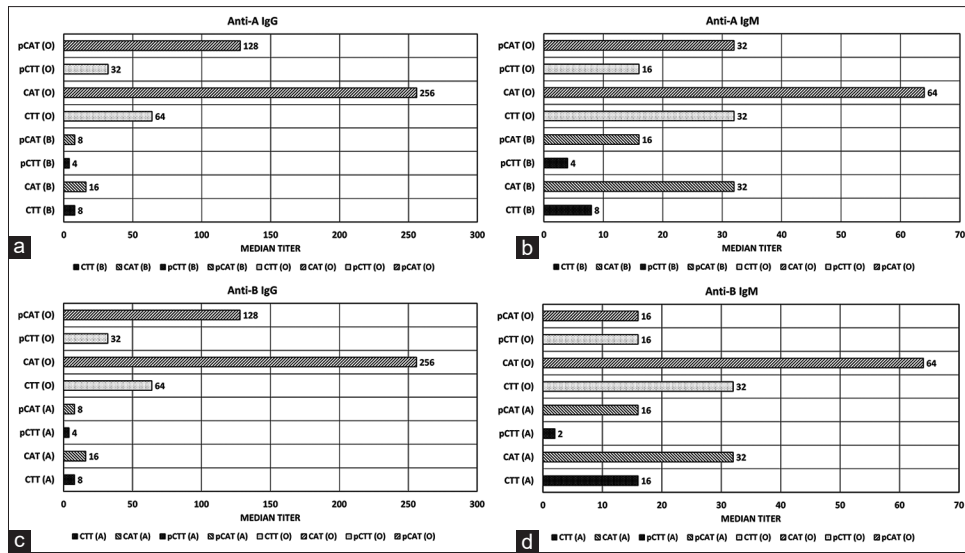 Anti-A IgG
pCAT (O) 128
pCTT (O) 32
CAT (O) 256
CTT (O) 64
pCAT (B) 8
pCTT (B) 4
CAT (B) 16
CTT (B) 8
0 50 100 150 200 250 300
MEDIAN TITER
CTT (B) CAT (B) pCTT (B) pCAT (B) CTT (O) CAT (O) pCTT (O) pCAT (O)
a
Anti-A IgM
pCAT (O) 32
pCTT (O) 16
CAT (O) 64
CTT (O) 32
pCAT (B) 16
pCTT (B) 4
CAT (B) 32
CTT (B) 8
0 10 20 30 40 50 60 70
MEDIAN TITER
CTT (B) CAT (B) pCTT (B) pCAT (B) CTT (O) CAT (O) pCTT (O) pCAT (O)
b
Anti-B IgG
pCAT (O) 128
pCTT (O) 32
CAT (O) 256
CTT (O) 64
pCAT (A) 8
pCTT (A) 4
CAT (A) 16
CTT (A) 8
0 50 100 150 200 250 300
MEDIAN TITER
CTT (A) CAT (A) pCTT (A) pCAT (A) CTT (O) CAT (O) pCTT (O) pCAT (O)
c
Anti-B IgM
pCAT (O) 16
pCTT (O) 16
CAT (O) 64
CTT (O) 32
pCAT (A) 16
pCTT (A) 2
CAT (A) 32
CTT (A) 16
0 10 20 30 40 50 60 70
MEDIAN TITER
CTT (A) CAT (A) pCTT (A) pCAT (A) CTT (O) CAT (O) pCTT (O) pCAT (O)
d